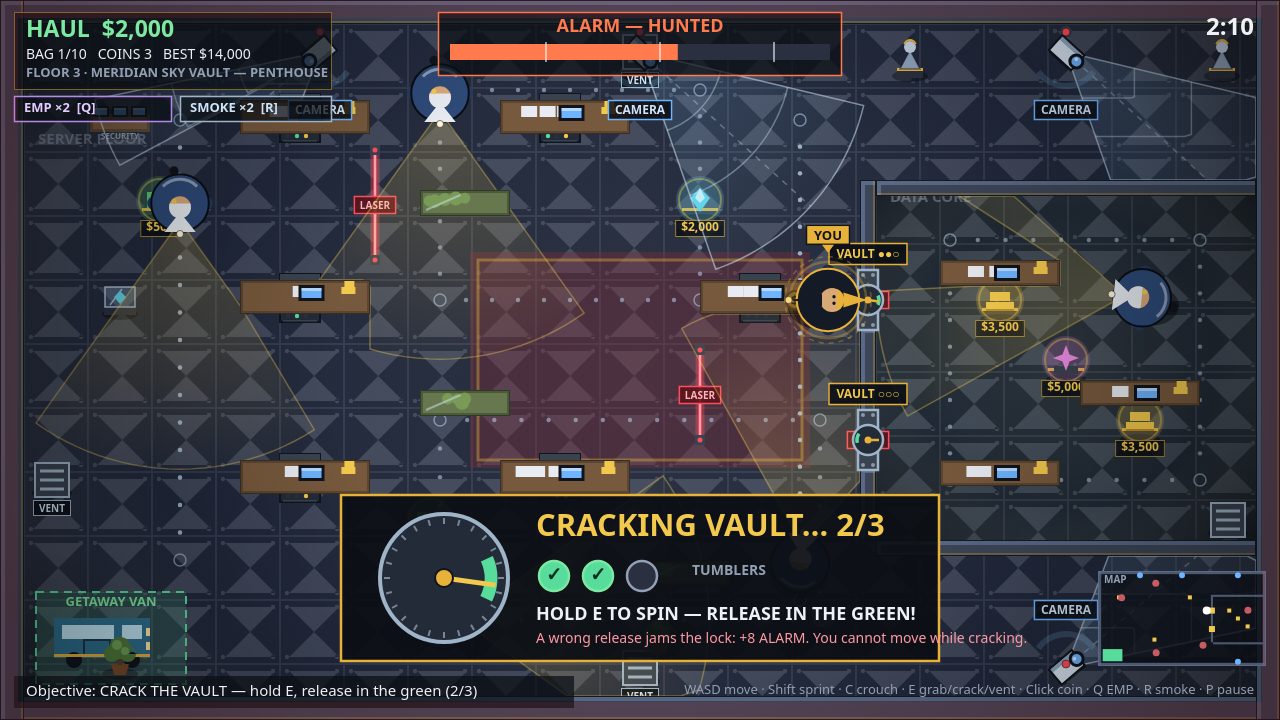 HAUL $2,000
BAG 1/10 COINS 3 BEST $14,000
FLOOR 3 · MERIDIAN SKY VAULT — PENTHOUSE
EMP ×2 [Q]
SMOKE ×2 [R]
ALARM — HUNTED
2:10
VENT
CAMERA
CAMERA
CAMERA
SECURITY
SERVER FLOOR
DATA CORE
LASER
$2,000
YOU
VAULT ●●○
$3,500
$5,000
LASER
VAULT ○○○
$3,500
VENT
CRACKING VAULT... 2/3
TUMBLERS
HOLD E TO SPIN — RELEASE IN THE GREEN!
A wrong release jams the lock: +8 ALARM. You cannot move while cracking.
GETAWAY VAN
MAP
CAMERA
VENT
Objective: CRACK THE VAULT — hold E, release in the green (2/3)
WASD move · Shift sprint · C crouch · E grab/crack/vent · Click coin · Q EMP · R smoke · P pause